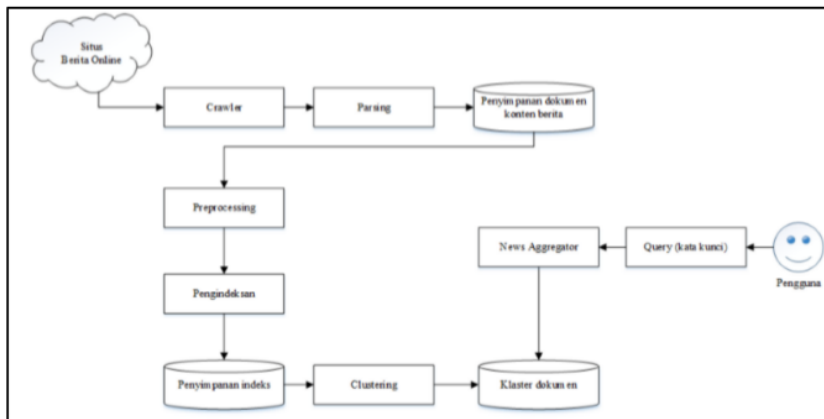 Situs
Berita Online
Crawler
Parsing
Penyimpanan dokumen
konten berita
Preprocessing
News Aggregator
Query (kata kunci)
Pengguna
Pengindeksan
Penyimpanan indeks
Clustering
Klaster dokumen